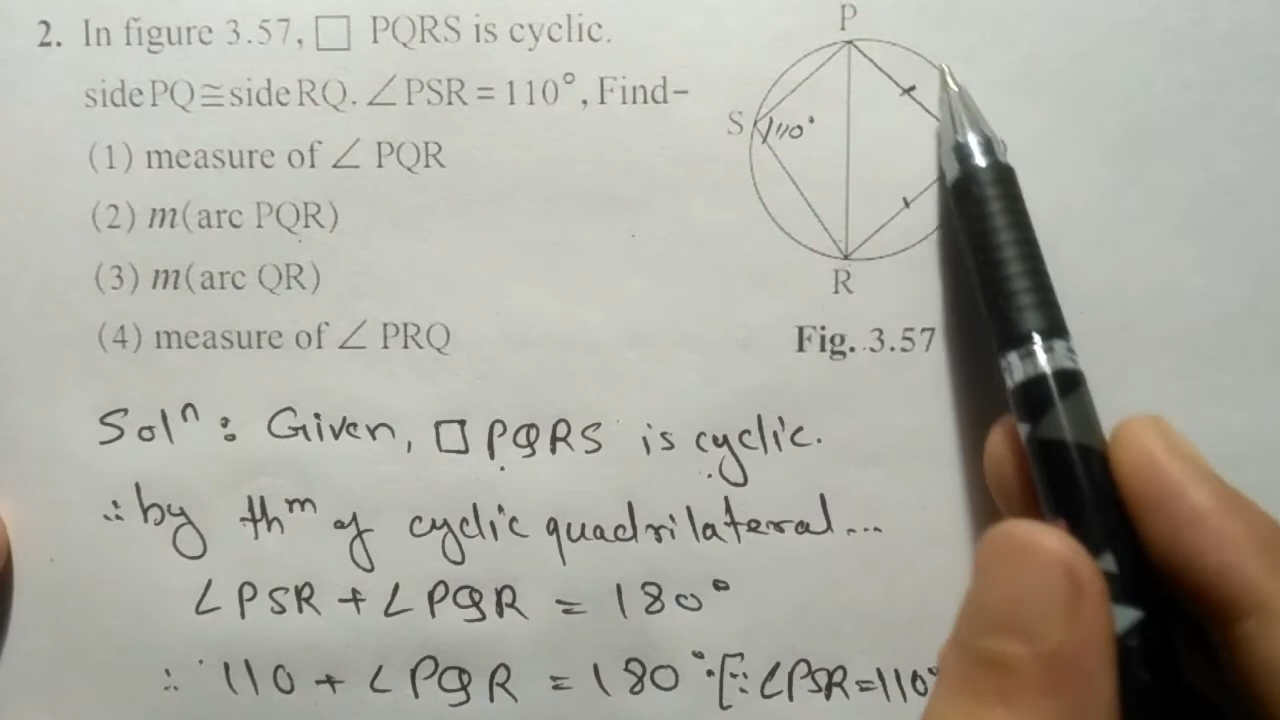 2. In figure 3.57, □ PQRS is cyclic.
side PQ ≅ side RQ. ∠PSR = 110°, Find-
(1) measure of ∠ PQR
(2) m(arc PQR)
(3) m(arc QR)
(4) measure of ∠ PRQ
P
S
110°
R
Fig. 3.57
Solⁿ : Given, □ PQRS is cyclic.
∴ by thᵐ of cyclic quadrilateral...
∠PSR + ∠PQR = 180°
∴ 110 + ∠PQR = 180° [∵ ∠PSR = 110°